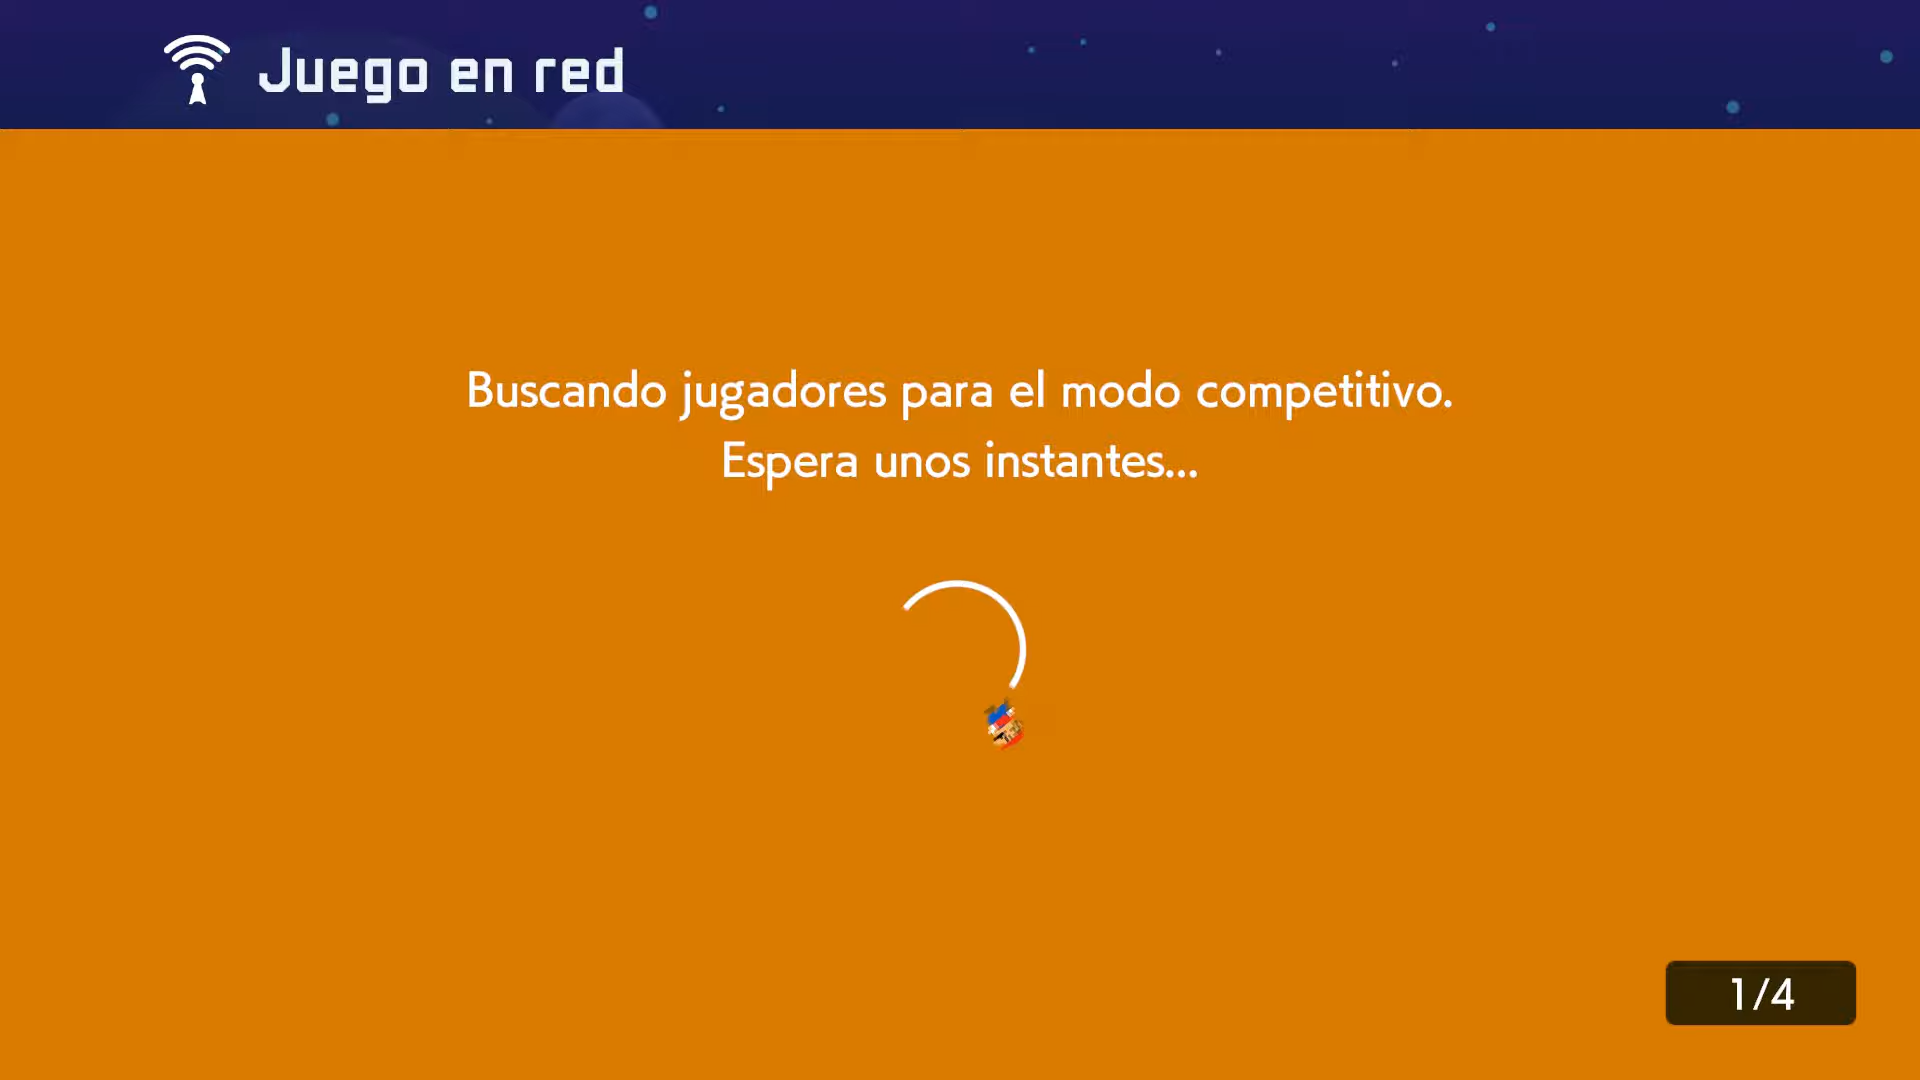 Juego en red
Buscando jugadores para el modo competitivo.
Espera unos instantes...
1/4